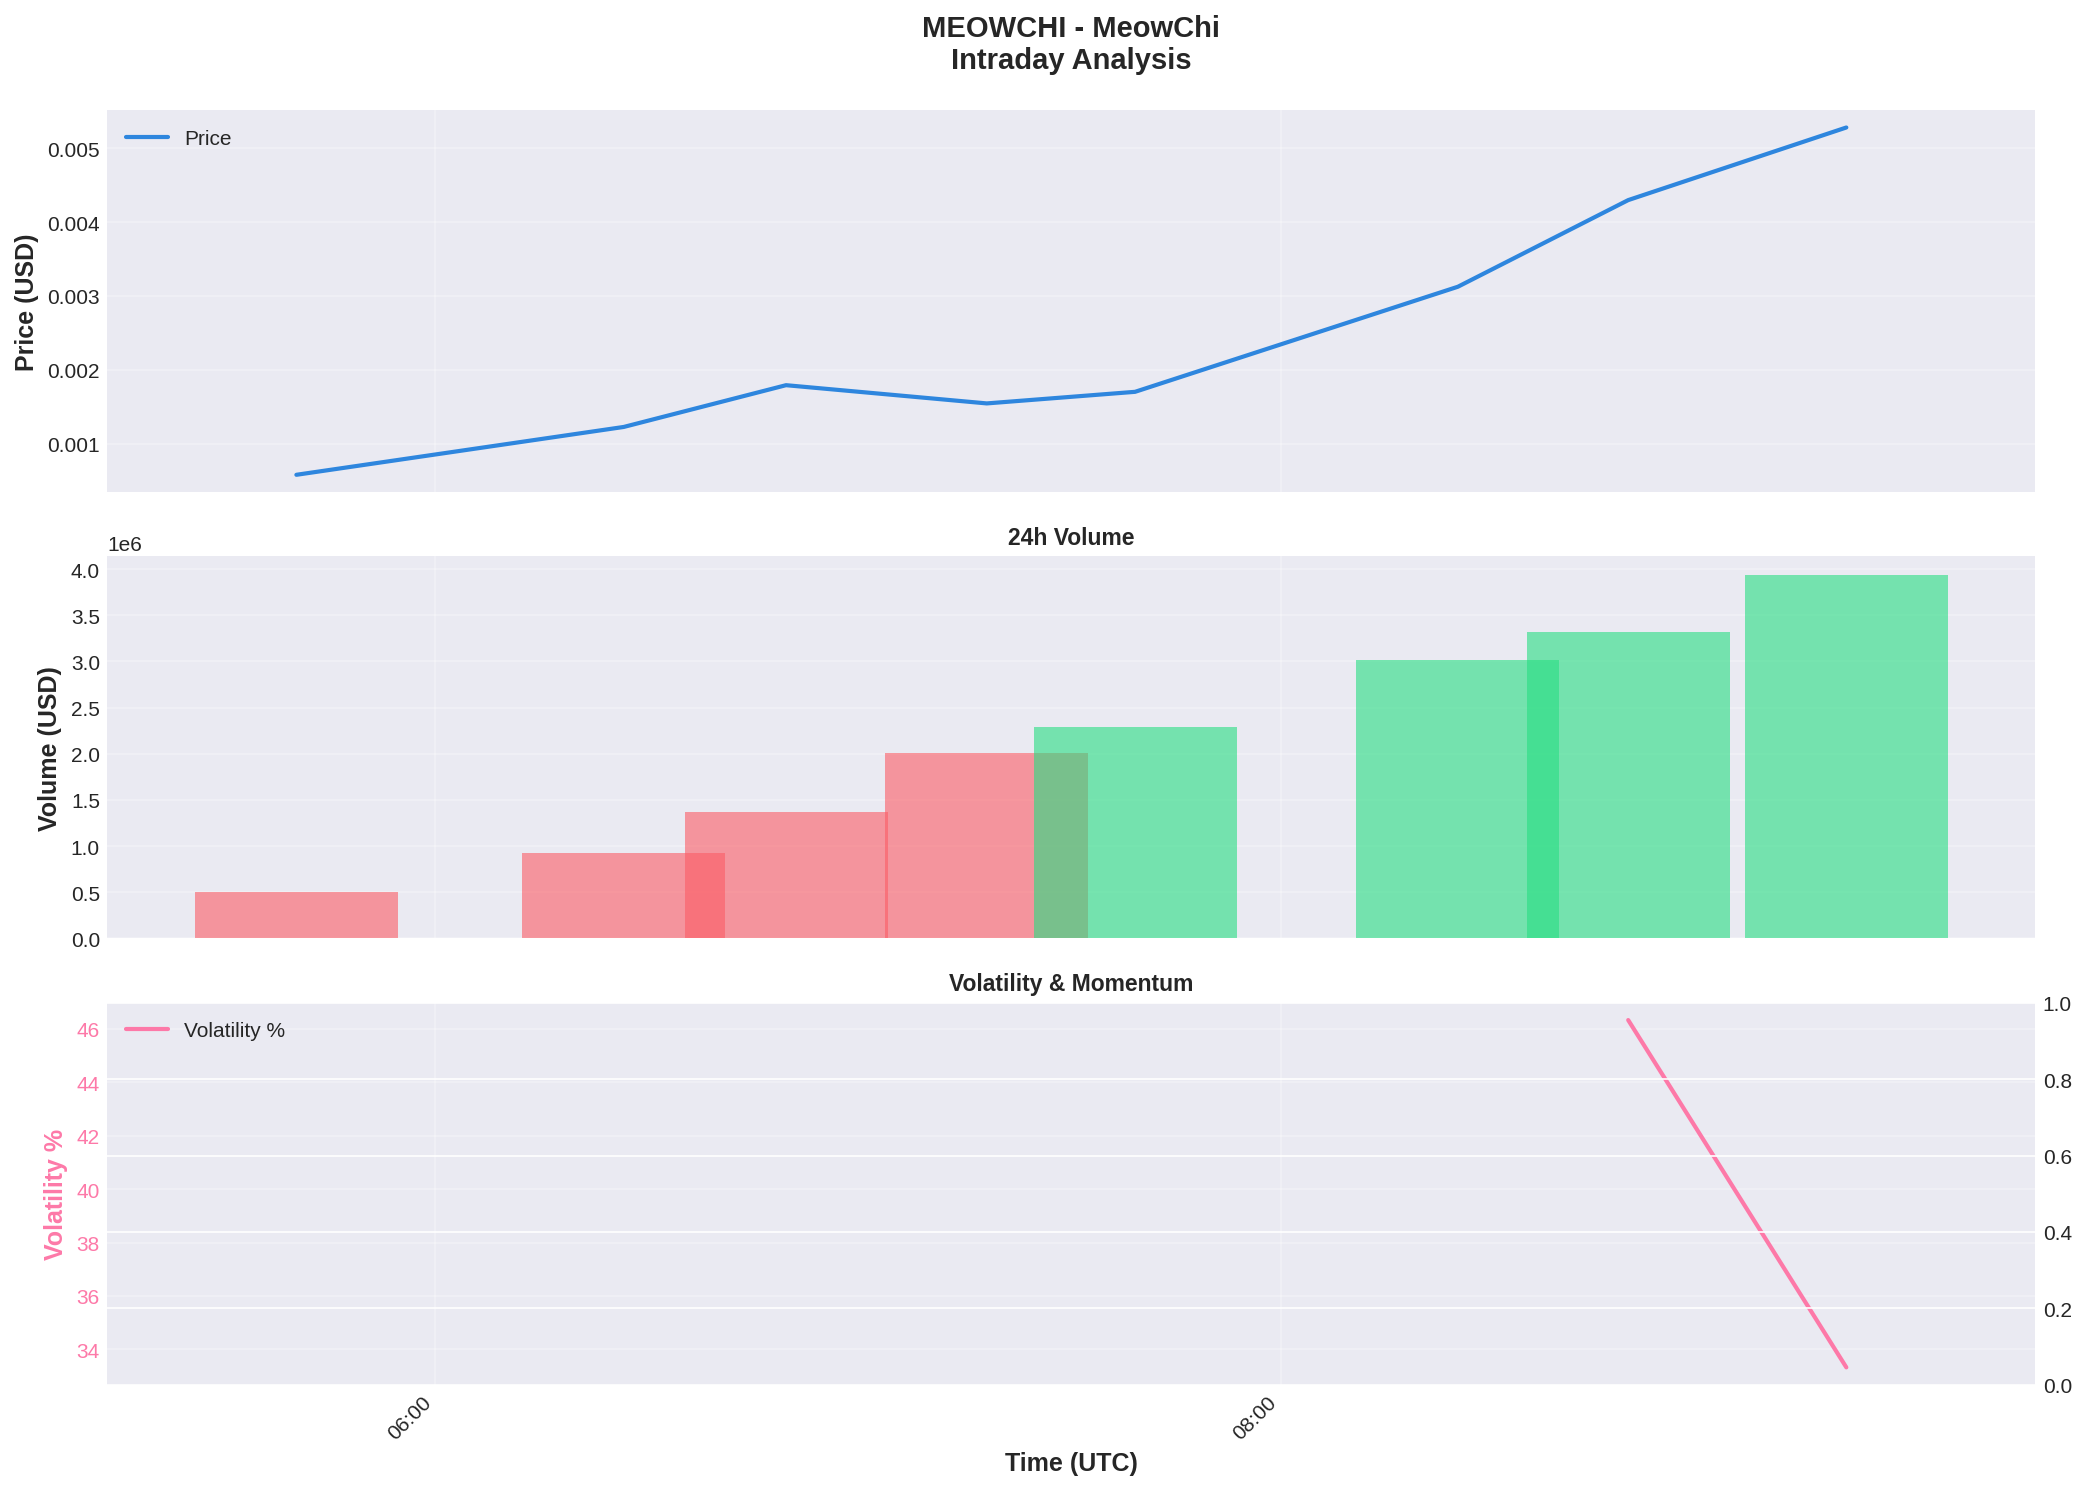 MEOWCHI - MeowChi
Intraday Analysis
Price
0.005
0.004
0.003
0.002
0.001
Price (USD)
24h Volume
1e6
4.0
3.5
3.0
2.5
2.0
1.5
1.0
0.5
0.0
Volume (USD)
Volatility & Momentum
Volatility %
46
44
42
40
38
36
34
Volatility %
1.0
0.8
0.6
0.4
0.2
0.0
06:00
08:00
Time (UTC)